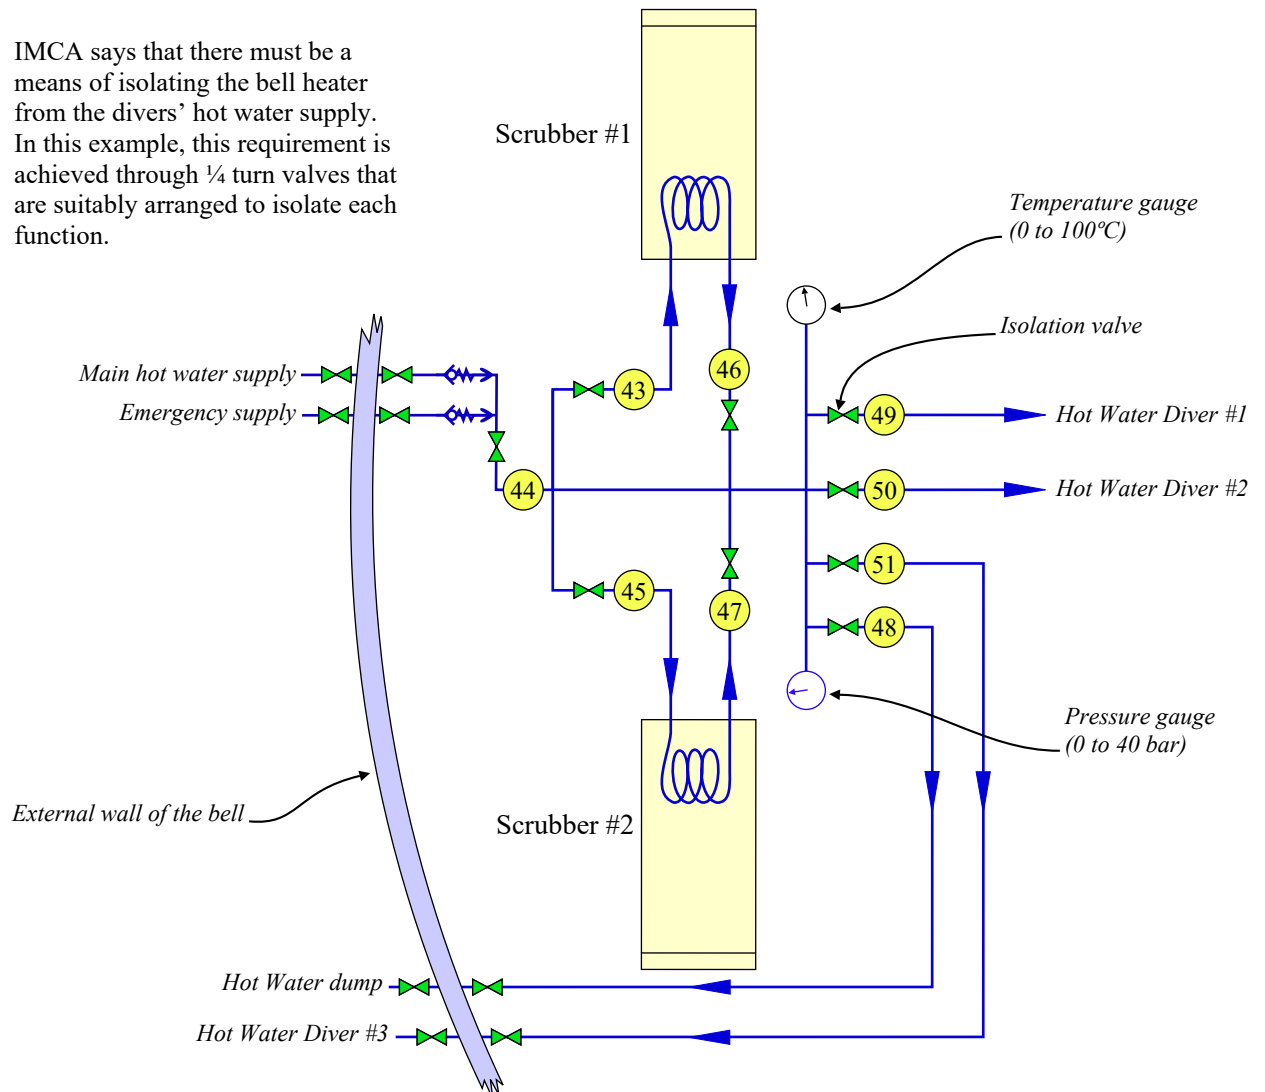 IMCA says that there must be a
means of isolating the bell heater
from the divers’ hot water supply.
In this example, this requirement is
achieved through ¼ turn valves that
are suitably arranged to isolate each
function.
Scrubber #1
Temperature gauge
(0 to 100ºC)
Isolation valve
Main hot water supply
Emergency supply
43
46
49
Hot Water Diver #1
44
50
Hot Water Diver #2
45
47
51
48
Pressure gauge
(0 to 40 bar)
External wall of the bell
Scrubber #2
Hot Water dump
Hot Water Diver #3